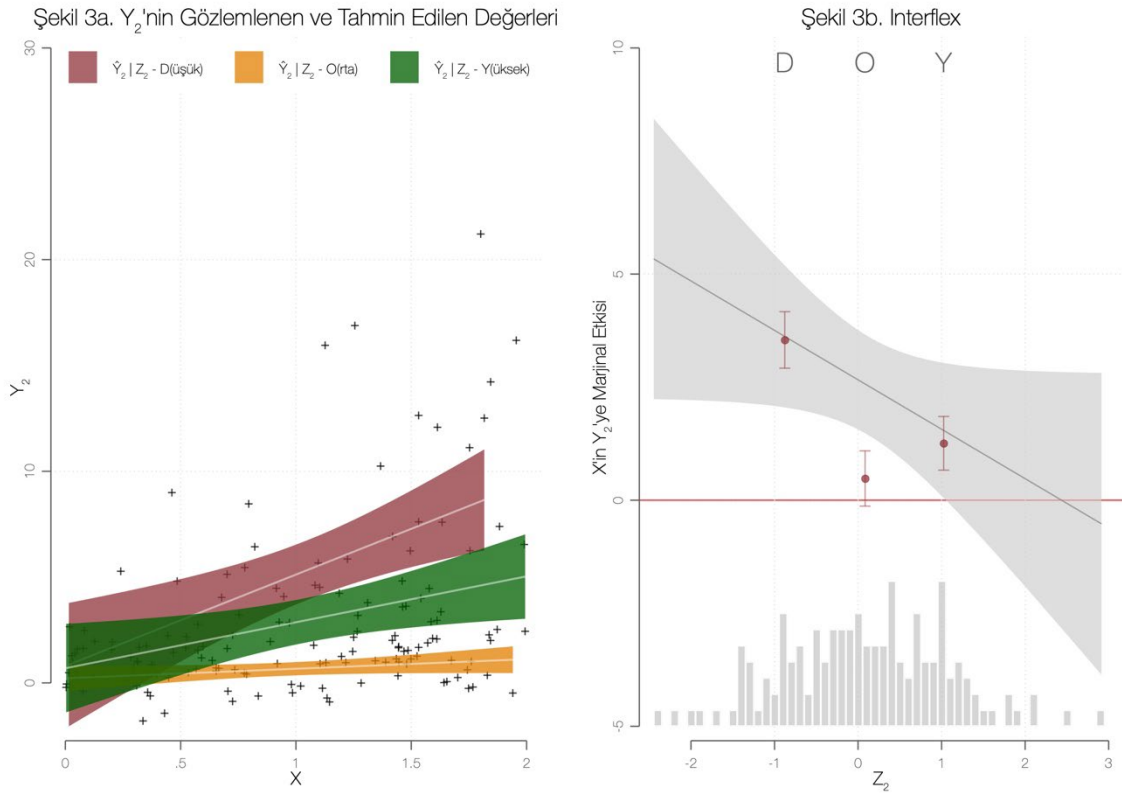 Şekil 3a. Y₂'nin Gözlemlenen ve Tahmin Edilen Değerleri
Ŷ₂ | Z₂ - D(üşük)
Ŷ₂ | Z₂ - O(rta)
Ŷ₂ | Z₂ - Y(üksek)
30
20
10
0
Y₂
0 .5 1 1.5 2
X
Şekil 3b. Interflex
D O Y
10
5
0
-5
X'in Y₂'ye Marjinal Etkisi
-2 -1 0 1 2 3
Z₂